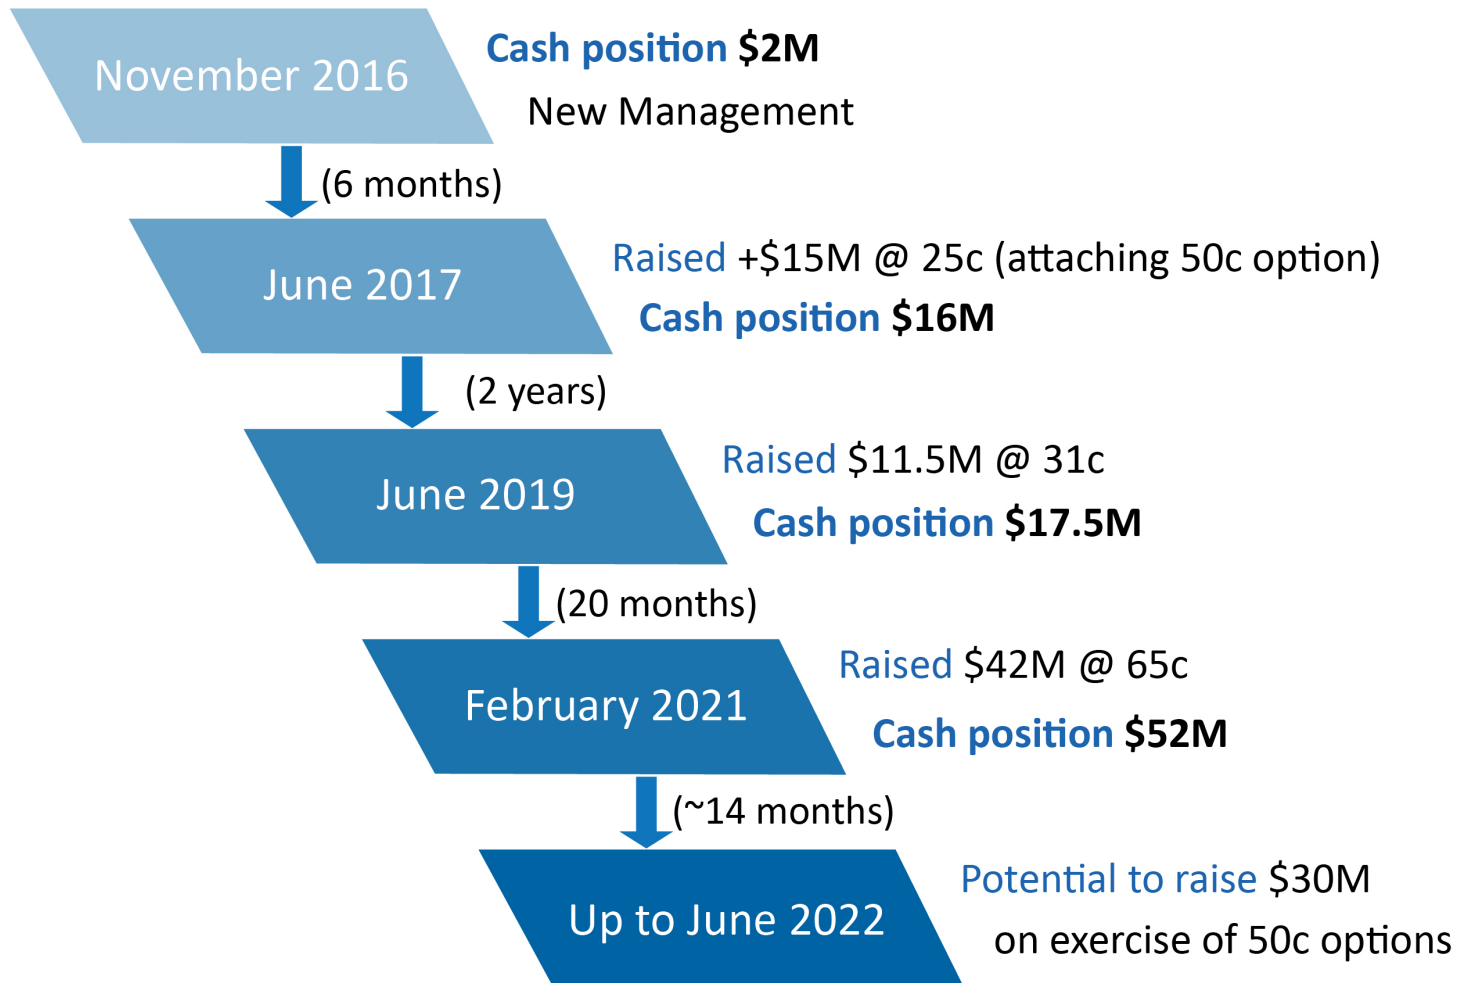 November 2016
Cash position $2M
New Management
(6 months)
June 2017
Raised +$15M @ 25c (attaching 50c option)
Cash position $16M
(2 years)
June 2019
Raised $11.5M @ 31c
Cash position $17.5M
(20 months)
February 2021
Raised $42M @ 65c
Cash position $52M
(~14 months)
Up to June 2022
Potential to raise $30M
on exercise of 50c options